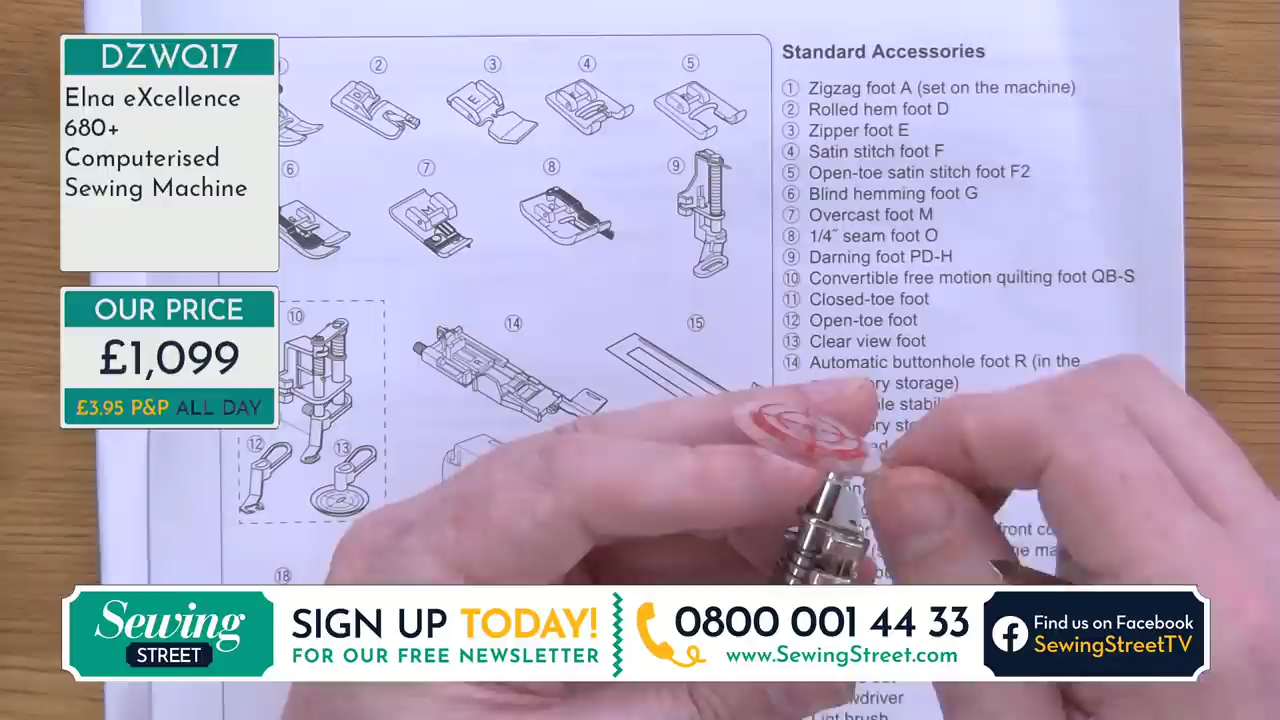 DZWQ17
Elna eXcellence
680+
Computerised
Sewing Machine
OUR PRICE
£1,099
£3.95 P&P ALL DAY
② ③ ④ ⑤
⑥ ⑦ ⑧ ⑨
⑩ ⑭ ⑮
⑫ ⑬
⑱
Standard Accessories
① Zigzag foot A (set on the machine)
② Rolled hem foot D
③ Zipper foot E
④ Satin stitch foot F
⑤ Open-toe satin stitch foot F2
⑥ Blind hemming foot G
⑦ Overcast foot M
⑧ 1/4˝ seam foot O
⑨ Darning foot PD-H
⑩ Convertible free motion quilting foot QB-S
⑪ Closed-toe foot
⑫ Open-toe foot
⑬ Clear view foot
⑭ Automatic buttonhole foot R (in the
storage)
Lint brush
Sewing
STREET
SIGN UP TODAY!
FOR OUR FREE NEWSLETTER
0800 001 44 33
www.SewingStreet.com
Find us on Facebook
SewingStreetTV